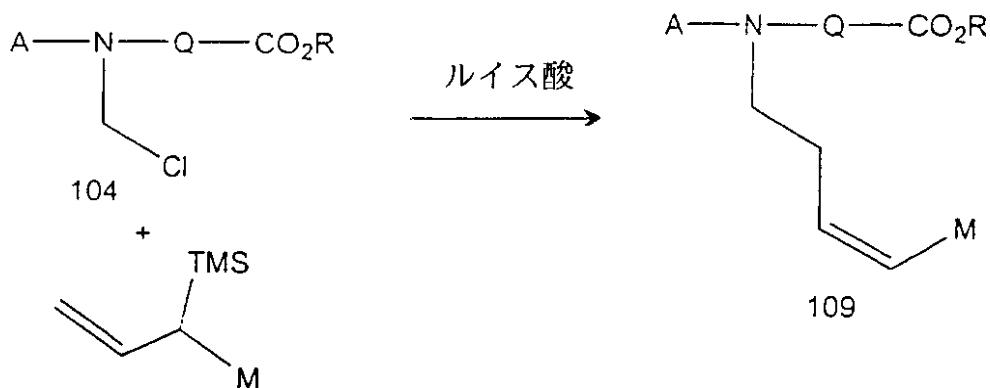 A—N—Q—CO₂R
Cl
104
+
TMS
M
ルイス酸
A—N—Q—CO₂R
M
109